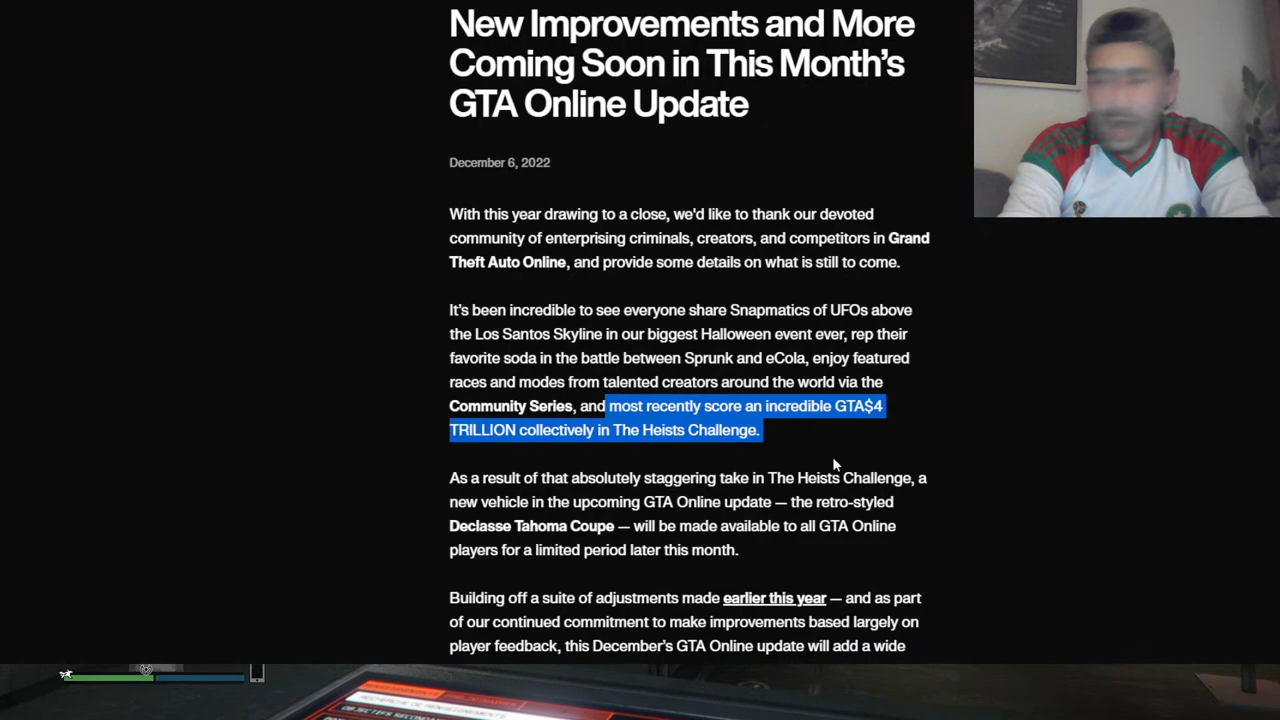 New Improvements and More
Coming Soon in This Month's
GTA Online Update
December 6, 2022
With this year drawing to a close, we'd like to thank our devoted
community of enterprising criminals, creators, and competitors in Grand
Theft Auto Online, and provide some details on what is still to come.
It's been incredible to see everyone share Snapmatics of UFOs above
the Los Santos Skyline in our biggest Halloween event ever, rep their
favorite soda in the battle between Sprunk and eCola, enjoy featured
races and modes from talented creators around the world via the
Community Series, and most recently score an incredible GTA$4
TRILLION collectively in The Heists Challenge.
As a result of that absolutely staggering take in The Heists Challenge, a
new vehicle in the upcoming GTA Online update — the retro-styled
Declasse Tahoma Coupe — will be made available to all GTA Online
players for a limited period later this month.
Building off a suite of adjustments made earlier this year — and as part
of our continued commitment to make improvements based largely on
player feedback, this December's GTA Online update will add a wide